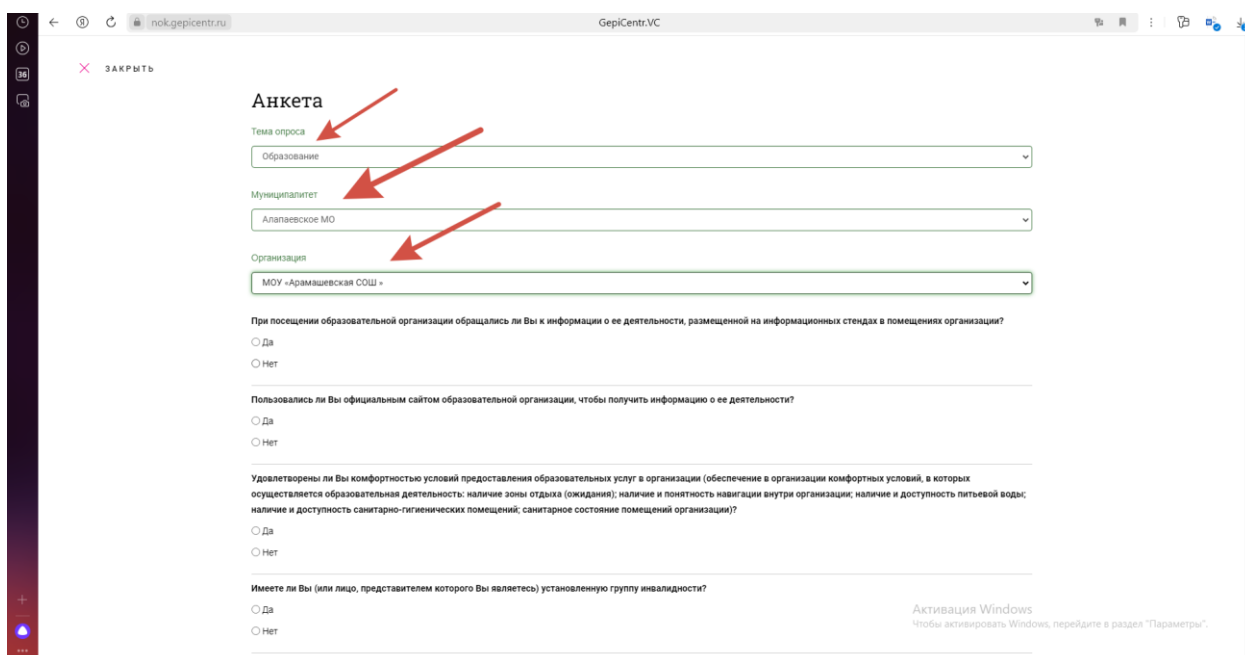 nok.gepicentr.ru
GepiCentr.VC
36
ЗАКРЫТЬ
Анкета
Тема опроса
Образование
Муниципалитет
Алапаевское МО
Организация
МОУ «Арамашевская СОШ »
При посещении образовательной организации обращались ли Вы к информации о ее деятельности, размещенной на информационных стендах в помещениях организации?
Да
Нет
Пользовались ли Вы официальным сайтом образовательной организации, чтобы получить информацию о ее деятельности?
Да
Нет
Удовлетворены ли Вы комфортностью условий предоставления образовательных услуг в организации (обеспечение в организации комфортных условий, в которых
осуществляется образовательная деятельность: наличие зоны отдыха (ожидания); наличие и понятность навигации внутри организации; наличие и доступность питьевой воды;
наличие и доступность санитарно-гигиенических помещений; санитарное состояние помещений организации)?
Да
Нет
Имеете ли Вы (или лицо, представителем которого Вы являетесь) установленную группу инвалидности?
Да
Нет
Активация Windows
Чтобы активировать Windows, перейдите в раздел "Параметры".